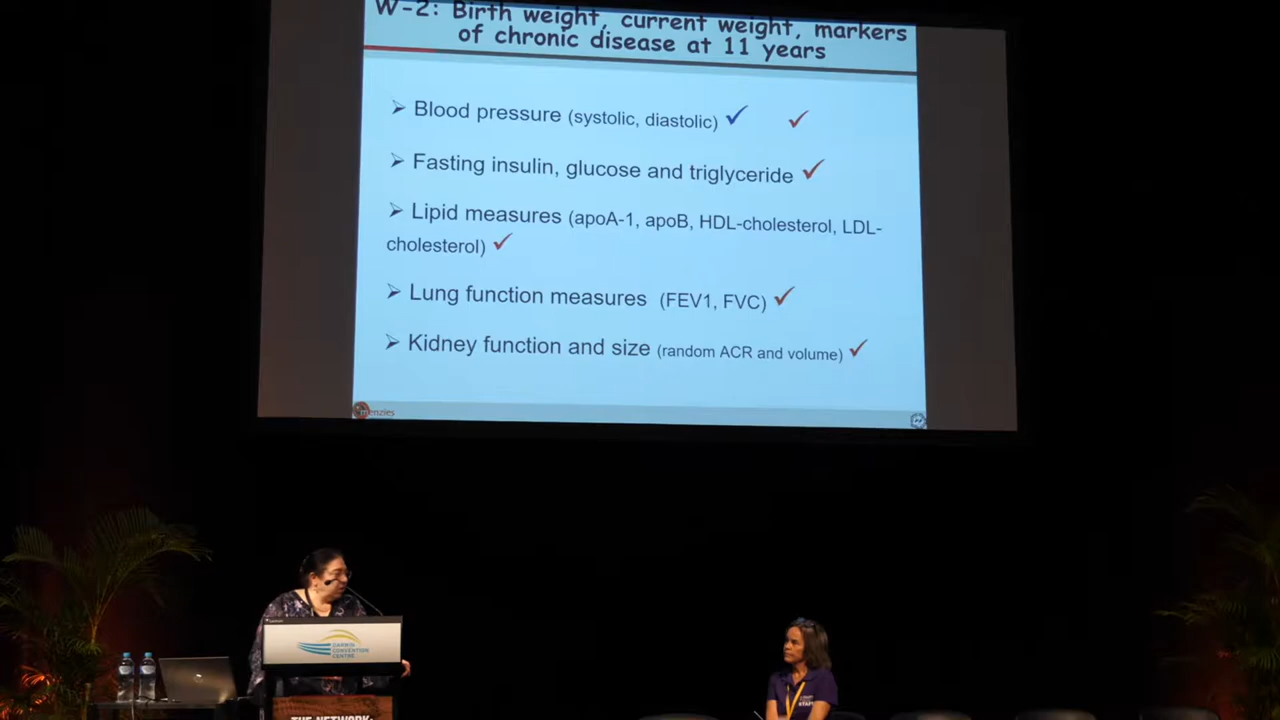 W-2: Birth weight, current weight, markers
of chronic disease at 11 years
➢ Blood pressure (systolic, diastolic) ✓ ✓
➢ Fasting insulin, glucose and triglyceride ✓
➢ Lipid measures (apoA-1, apoB, HDL-cholesterol, LDL-
cholesterol) ✓
➢ Lung function measures (FEV1, FVC) ✓
➢ Kidney function and size (random ACR and volume) ✓
menzies
DARWIN
CONVENTION
CENTRE
THE NETWORK:
STAFF